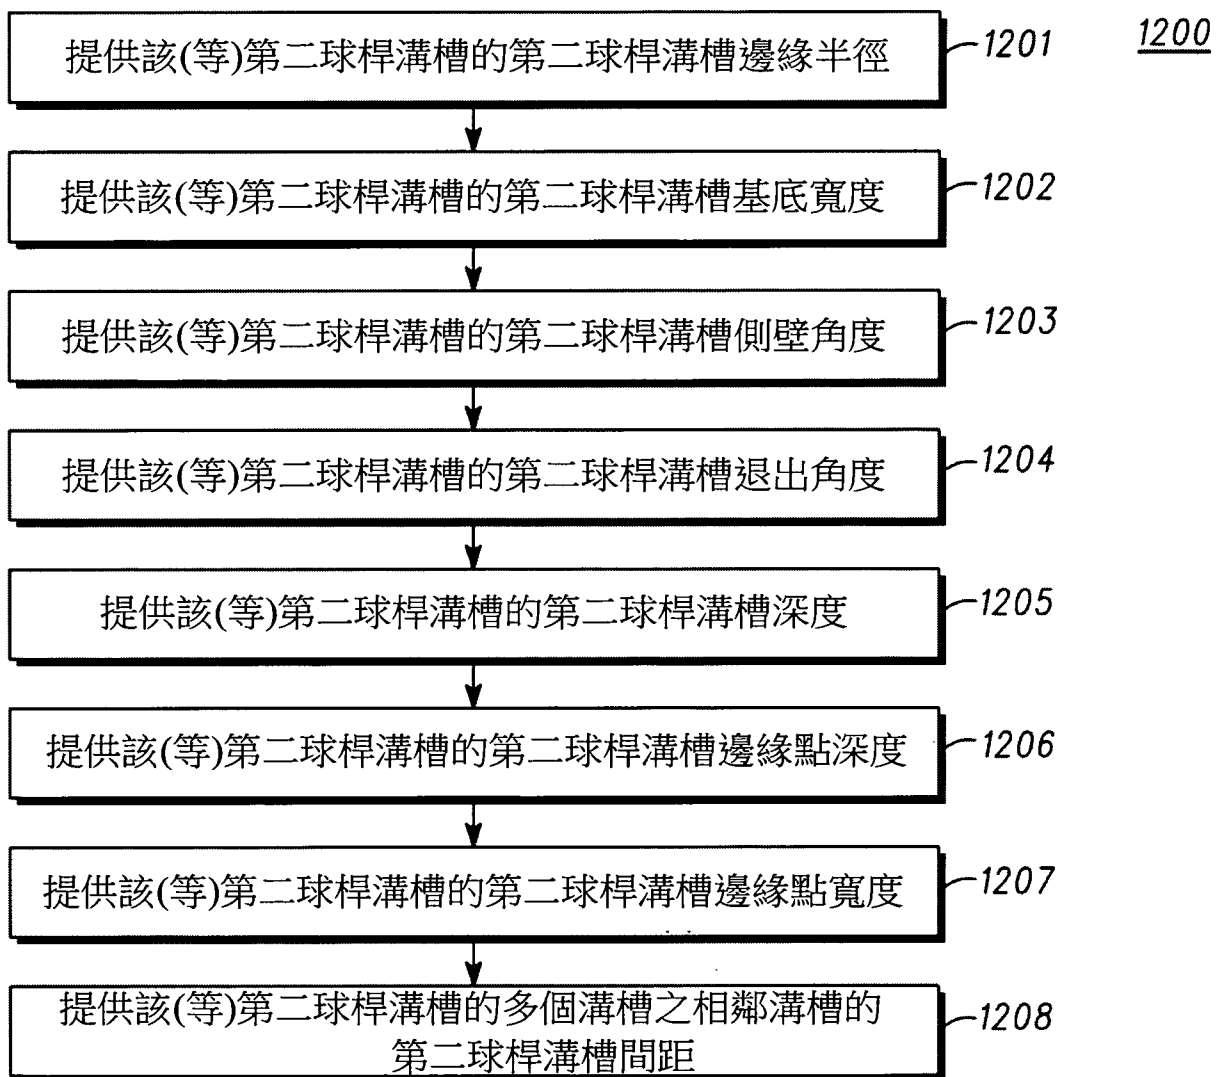 1200
提供該(等)第二球桿溝槽的第二球桿溝槽邊緣半徑 1201
提供該(等)第二球桿溝槽的第二球桿溝槽基底寬度 1202
提供該(等)第二球桿溝槽的第二球桿溝槽側壁角度 1203
提供該(等)第二球桿溝槽的第二球桿溝槽退出角度 1204
提供該(等)第二球桿溝槽的第二球桿溝槽深度 1205
提供該(等)第二球桿溝槽的第二球桿溝槽邊緣點深度 1206
提供該(等)第二球桿溝槽的第二球桿溝槽邊緣點寬度 1207
提供該(等)第二球桿溝槽的多個溝槽之相鄰溝槽的
第二球桿溝槽間距 1208